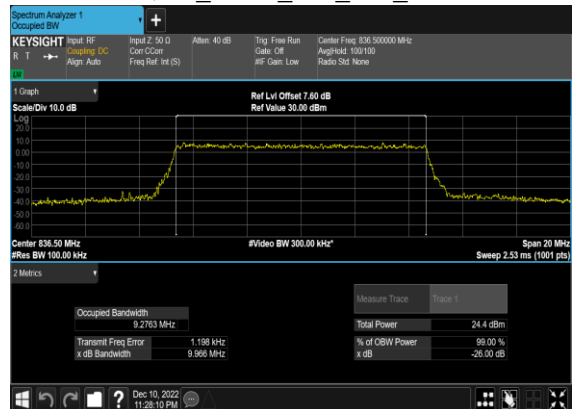 Spectrum Analyzer 1
Occupied BW
KEYSIGHT Input: RF Input Z: 50 Ω Atten: 40 dB Trig: Free Run Center Freq: 836.500000 MHz
R T Coupling: DC Corr CCorr Gate: Off Avg|Hold: 100/100
Align: Auto Freq Ref: Int (S) #IF Gain: Low Radio Std: None
1 Graph Ref Lvl Offset 7.60 dB
Scale/Div 10.0 dB Ref Value 30.00 dBm
Log
20.0
10.0
0.00
-10.0
-20.0
-30.0
-40.0
-50.0
-60.0
Center 836.50 MHz #Video BW 300.00 kHz* Span 20 MHz
#Res BW 100.00 kHz Sweep 2.53 ms (1001 pts)
2 Metrics
Measure Trace Trace 1
Occupied Bandwidth
9.2763 MHz Total Power 24.4 dBm
Transmit Freq Error 1.198 kHz % of OBW Power 99.00 %
x dB Bandwidth 9.966 MHz x dB -26.00 dB
Dec 10, 2022
11:28:10 PM